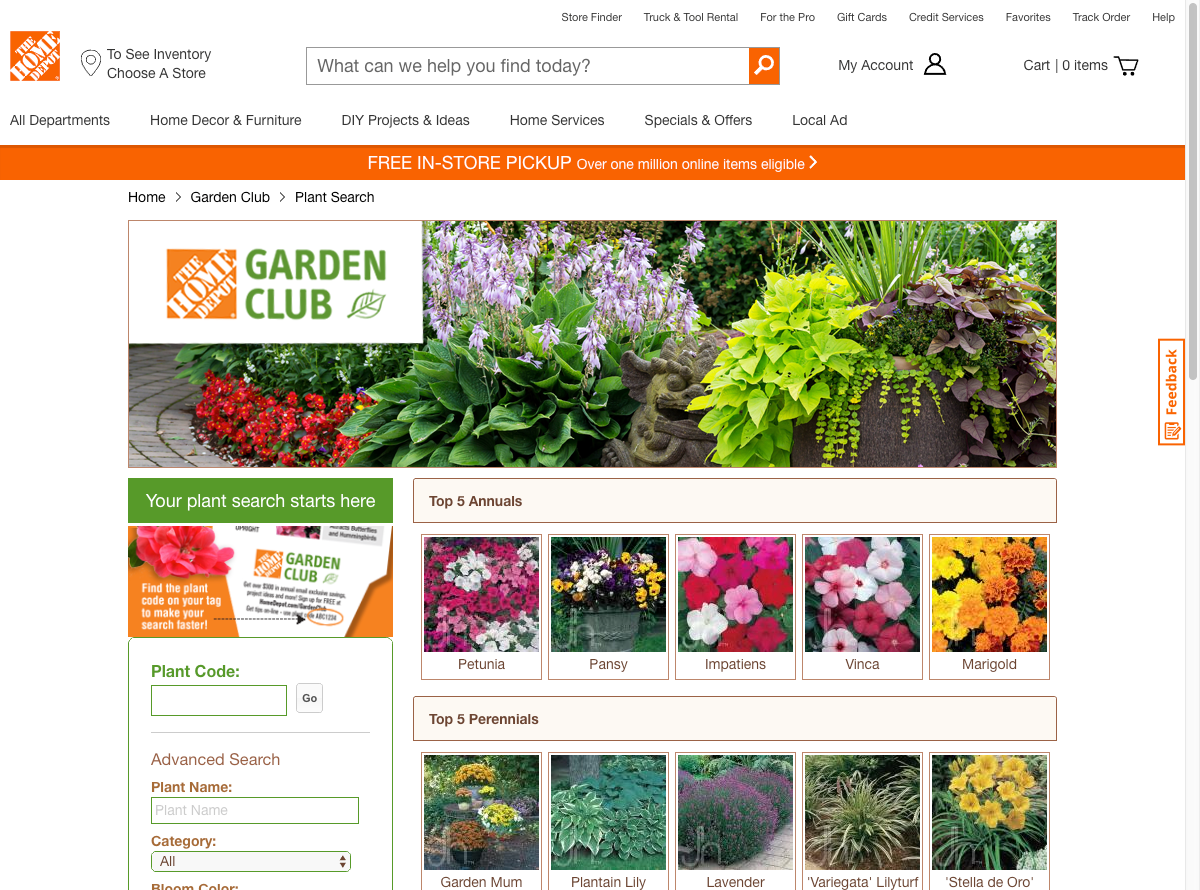 Store Finder
Truck & Tool Rental
For the Pro
Gift Cards
Credit Services
Favorites
Track Order
Help
THE HOME DEPOT
To See Inventory
Choose A Store
What can we help you find today?
My Account
Cart | 0 items
All Departments
Home Decor & Furniture
DIY Projects & Ideas
Home Services
Specials & Offers
Local Ad
FREE IN-STORE PICKUP Over one million online items eligible
Home > Garden Club > Plant Search
THE HOME DEPOT
GARDEN
CLUB
Feedback
Your plant search starts here
UPRIGHT
Attracts Butterflies
and Hummingbirds
THE HOME DEPOT
GARDEN
CLUB
Get over $300 in annual email exclusive savings,
project ideas and more! Sign up for FREE at
HomeDepot.com/GardenClub
Get tips on-line - use plant code ABC1234
Find the plant
code on your tag
to make your
search faster!
Plant Code:
Go
Advanced Search
Plant Name:
Plant Name
Category:
All
Bloom Color:
Top 5 Annuals
Petunia
Pansy
Impatiens
Vinca
Marigold
Top 5 Perennials
Garden Mum
Plantain Lily
Lavender
'Variegata' Lilyturf
'Stella de Oro'